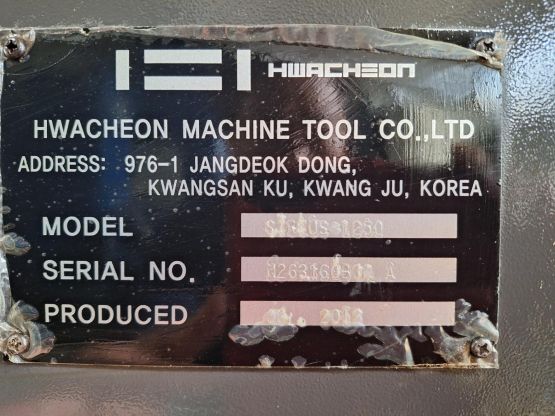 HWACHEON
HWACHEON MACHINE TOOL CO.,LTD
ADDRESS: 976-1 JANGDEOK DONG,
KWANGSAN KU, KWANG JU, KOREA
MODEL
SERIAL NO.
PRODUCED 2012